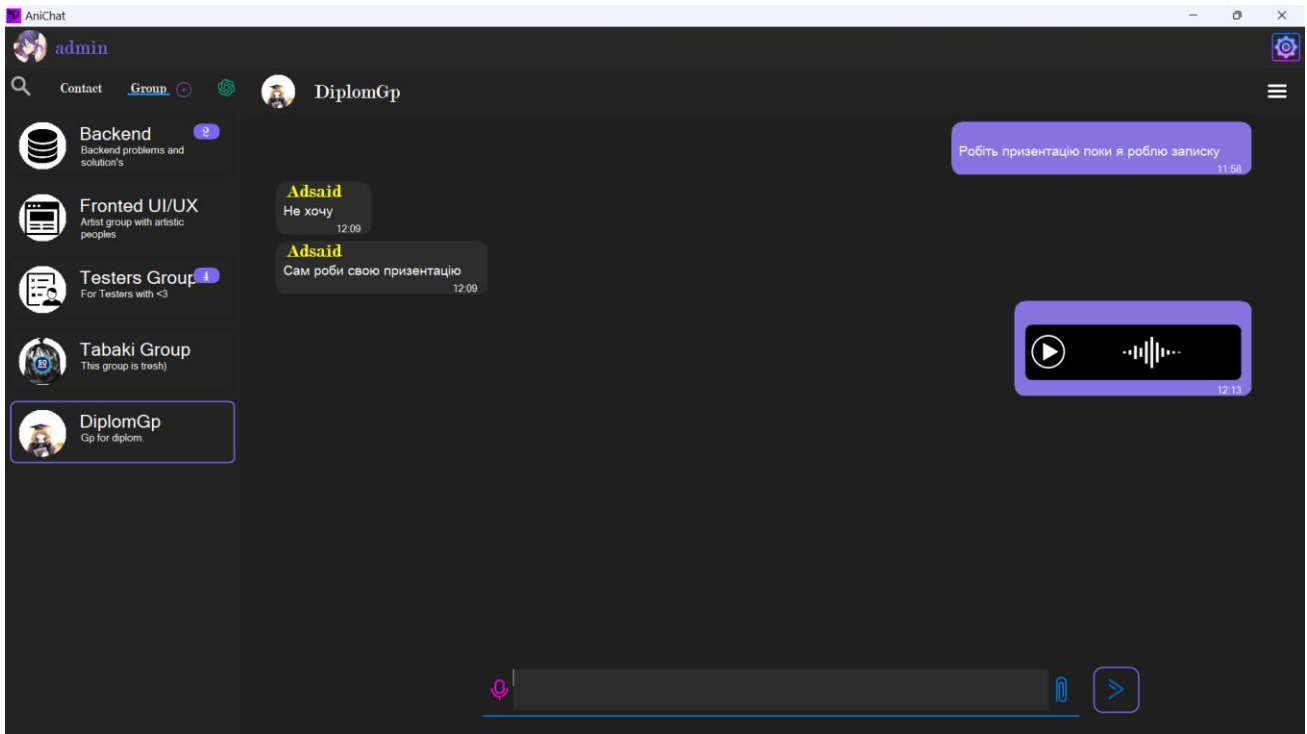 AniChat
admin
Contact
Group
DiplomGp
Backend
2
Backend problems and
solution's
Fronted UI/UX
Artist group with artistic
peoples
Testers Group
4
For Testers with <3
Tabaki Group
This group is tresh)
DiplomGp
Gp for diplom.
Робіть призентацію поки я роблю записку
11:58
Adsaid
Не хочу
12:09
Adsaid
Сам роби свою призентацію
12:09
12:13